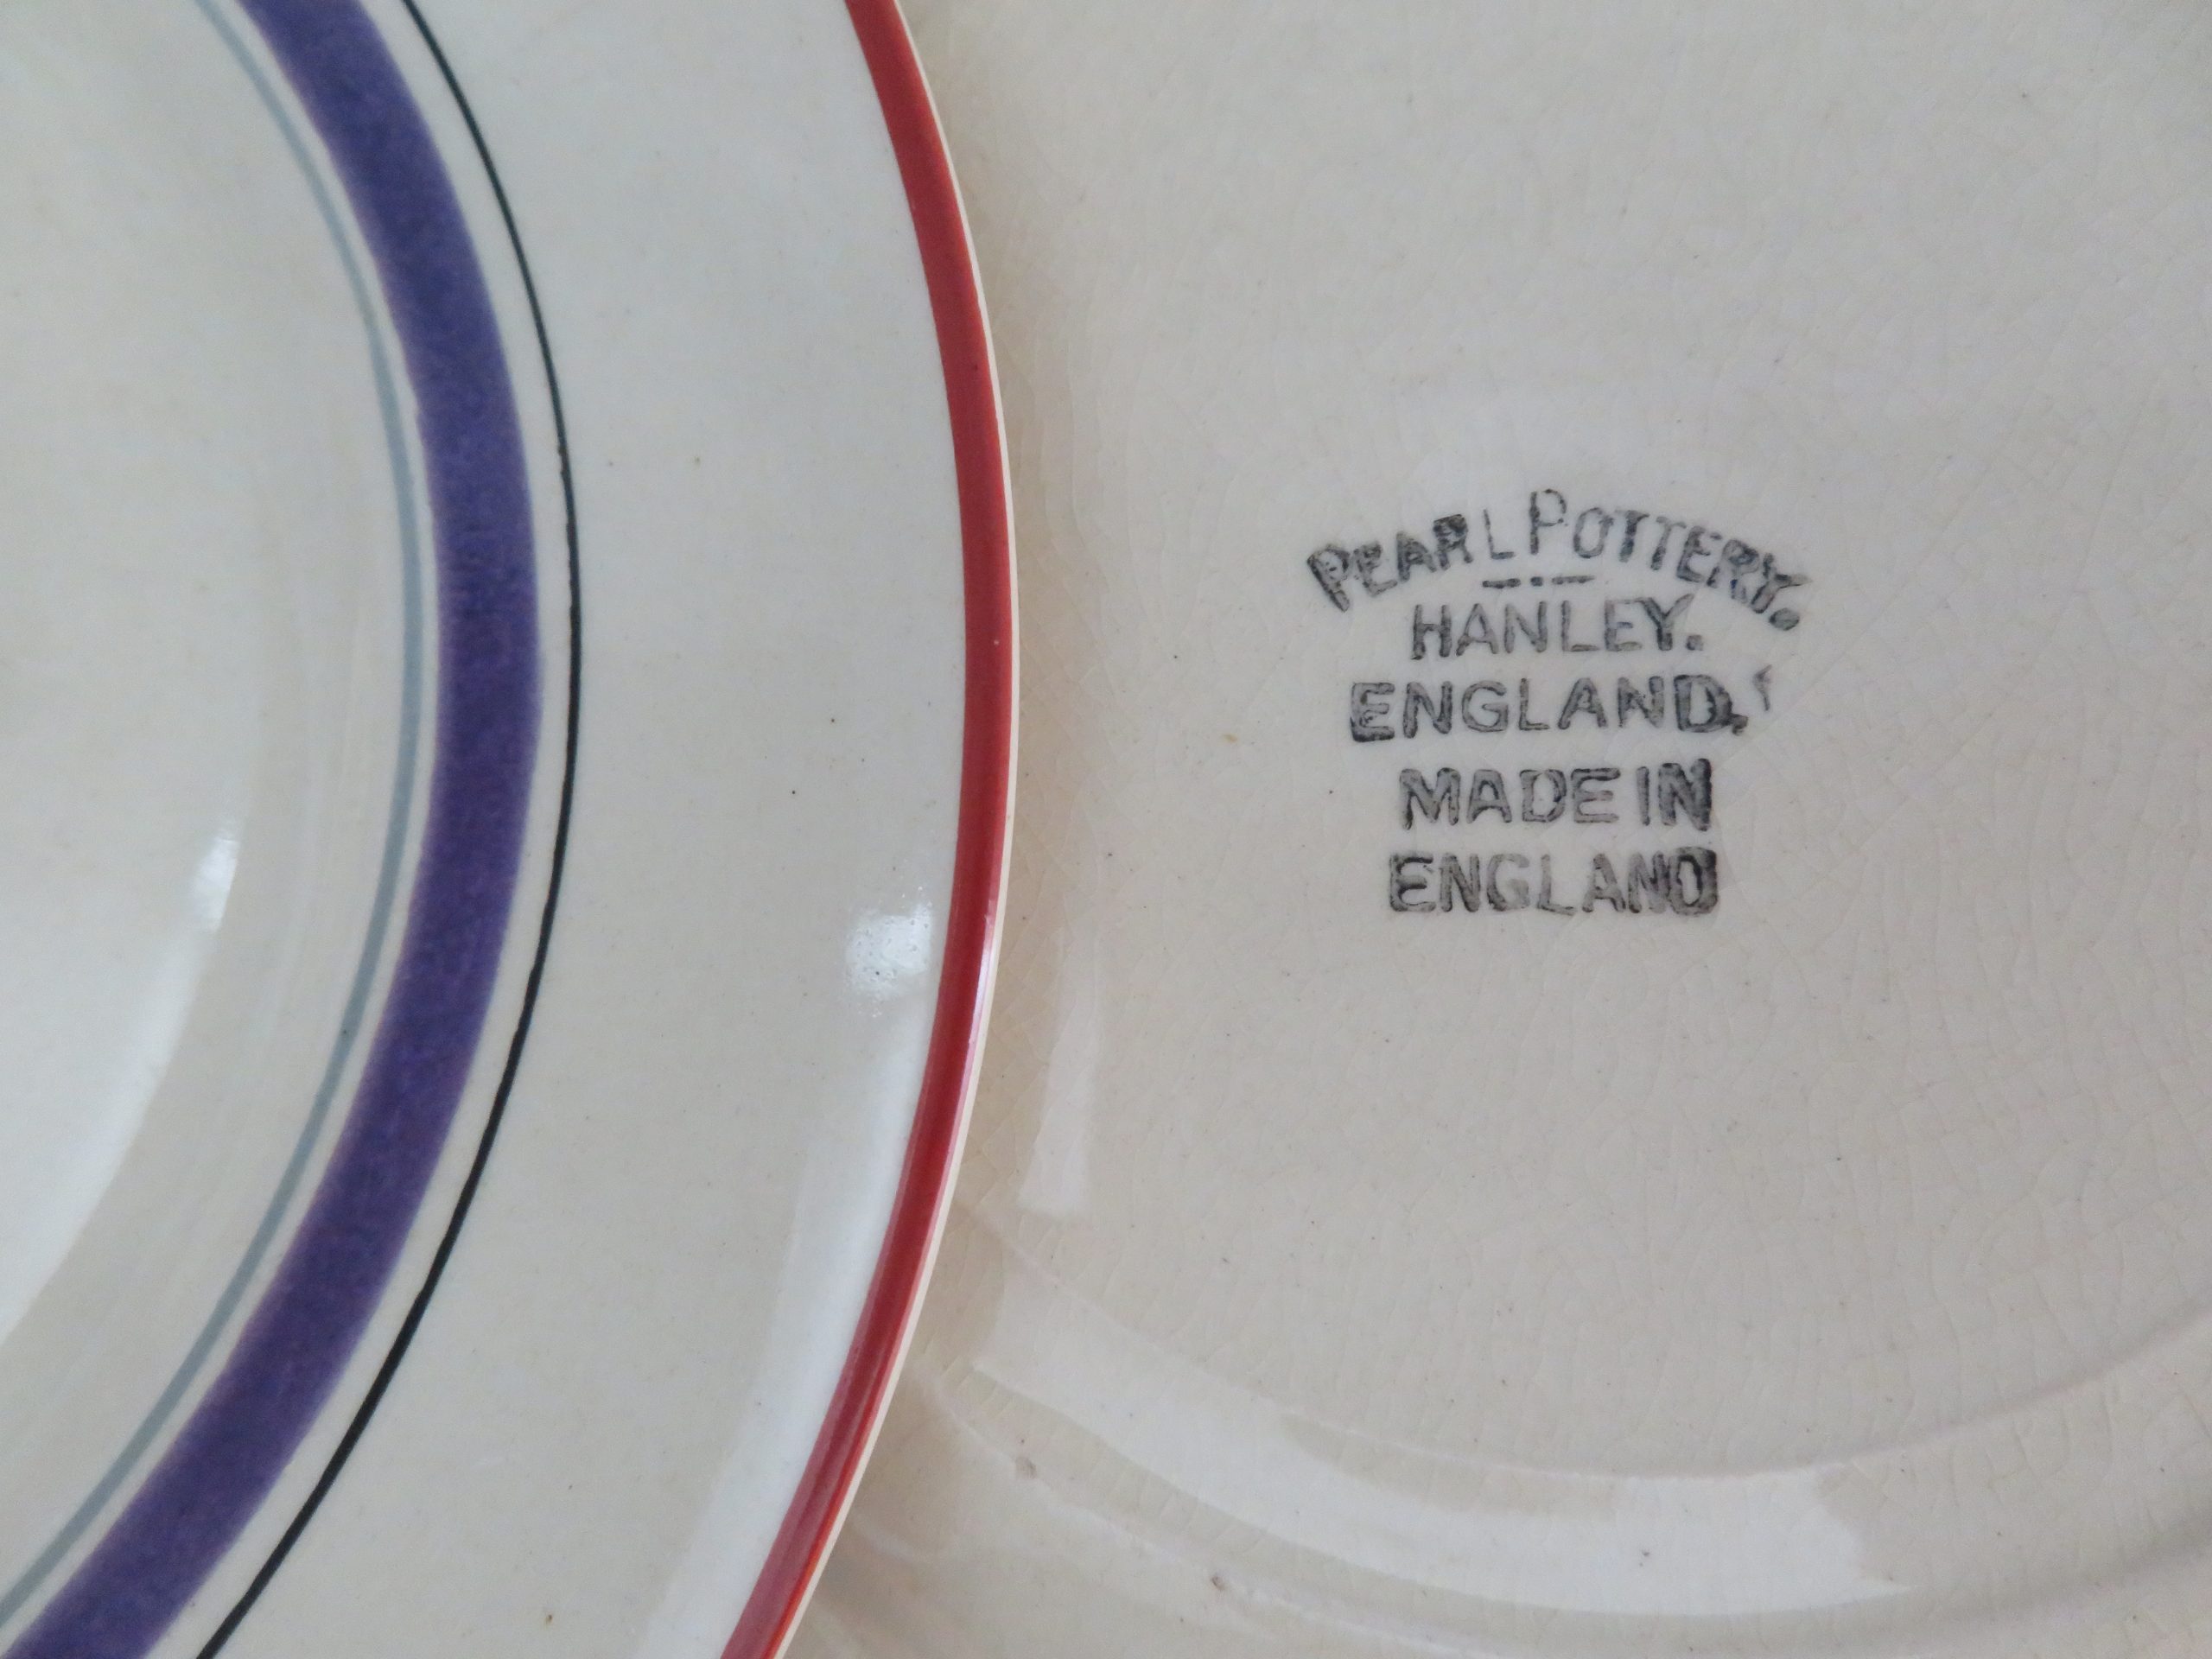 PEARL POTTERY.
HANLEY.
ENGLAND.
MADE IN
ENGLAND